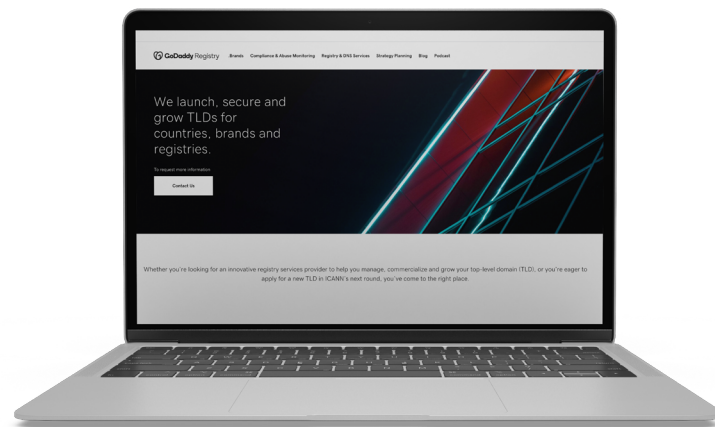 GoDaddy Registry
Brands
Compliance & Abuse Monitoring
Registry & DNS Services
Strategy Planning
Blog
Podcast
We launch, secure and
grow TLDs for
countries, brands and
registries.
To request more information
Contact Us
Whether you're looking for an innovative registry services provider to help you manage, commercialize and grow your top-level domain (TLD), or you're eager to
apply for a new TLD in ICANN's next round, you've come to the right place